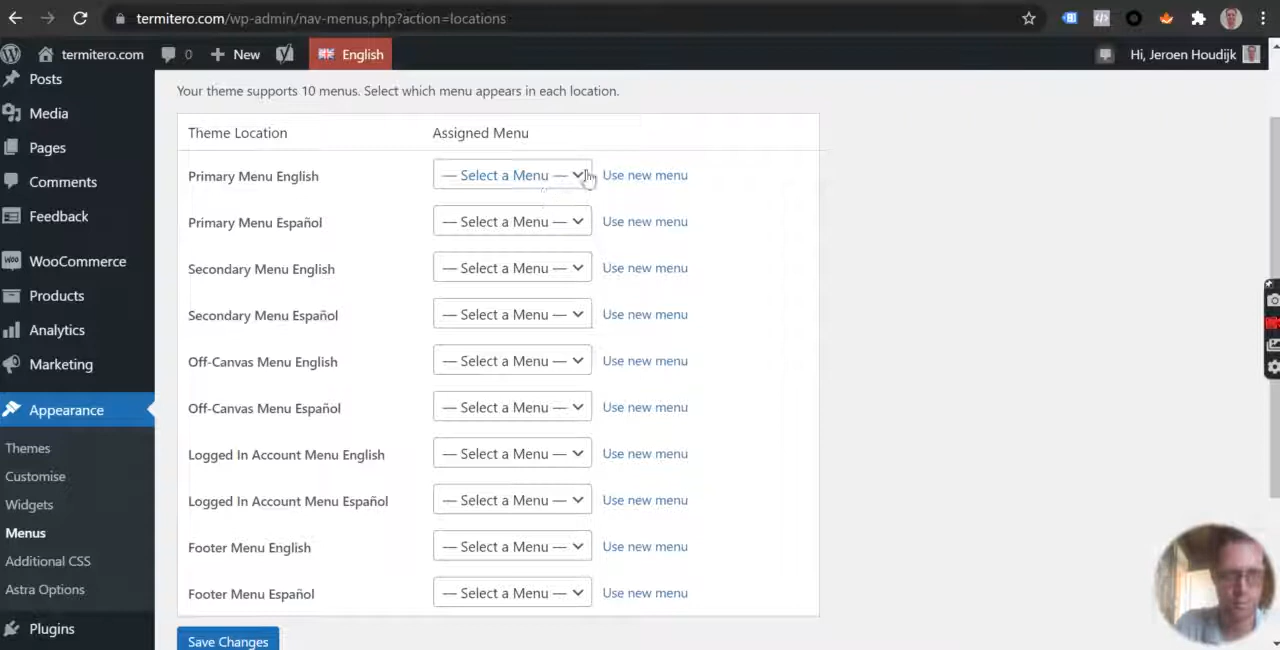 termitero.com/wp-admin/nav-menus.php?action=locations
termitero.com 0 New English Hi, Jeroen Houdijk
Posts
Media
Pages
Comments
Feedback
WooCommerce
Products
Analytics
Marketing
Appearance
Themes
Customise
Widgets
Menus
Additional CSS
Astra Options
Plugins
Your theme supports 10 menus. Select which menu appears in each location.
Theme Location Assigned Menu
Primary Menu English — Select a Menu — Use new menu
Primary Menu Español — Select a Menu — Use new menu
Secondary Menu English — Select a Menu — Use new menu
Secondary Menu Español — Select a Menu — Use new menu
Off-Canvas Menu English — Select a Menu — Use new menu
Off-Canvas Menu Español — Select a Menu — Use new menu
Logged In Account Menu English — Select a Menu — Use new menu
Logged In Account Menu Español — Select a Menu — Use new menu
Footer Menu English — Select a Menu — Use new menu
Footer Menu Español — Select a Menu — Use new menu
Save Changes